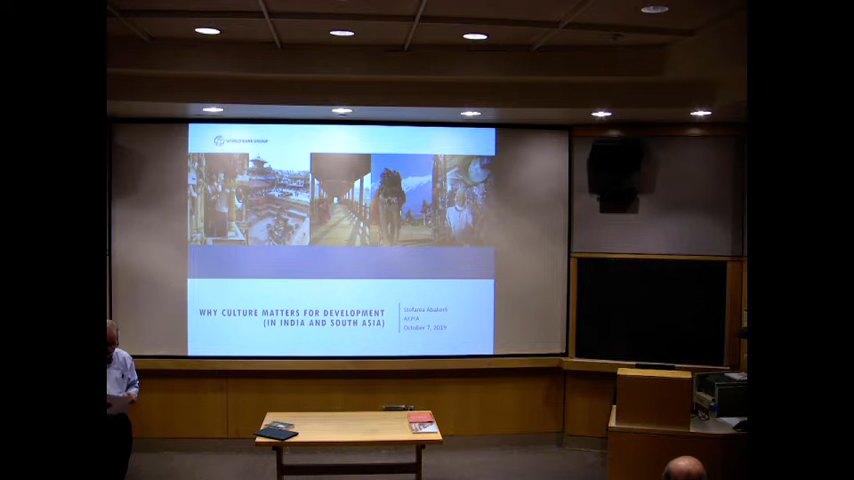 WORLD BANK GROUP
WHY CULTURE MATTERS FOR DEVELOPMENT
(IN INDIA AND SOUTH ASIA)
Stefania Abakerli
October 7, 2019